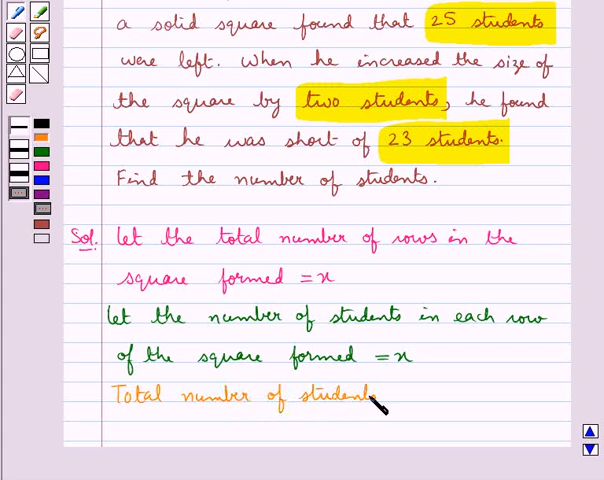 a solid square found that 25 students
were left. When he increased the size of
the square by two students, he found
that he was short of 23 students.
Find the number of students.
Sol. Let the total number of rows in the
square formed = x
Let the number of students in each row
of the square formed = x
Total number of students